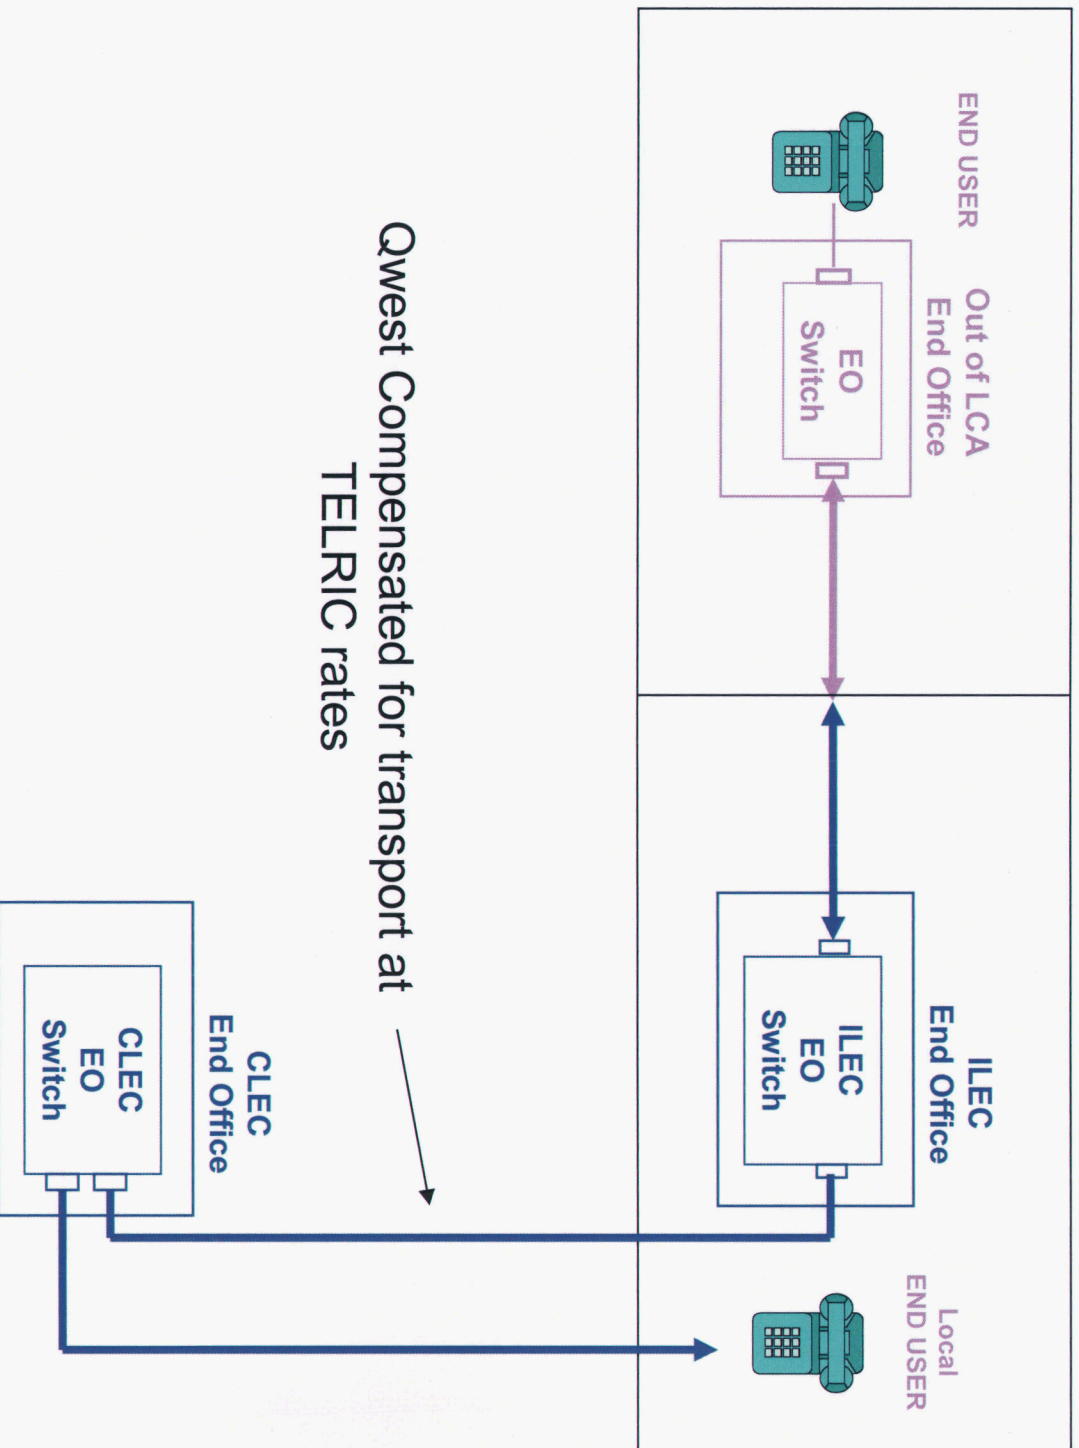 END USER
Out of LCA
End Office
EO
Switch
ILEC
End Office
ILEC
EO
Switch
Local
END USER
Qwest Compensated for transport at
TELRIC rates
CLEC
End Office
CLEC
EO
Switch